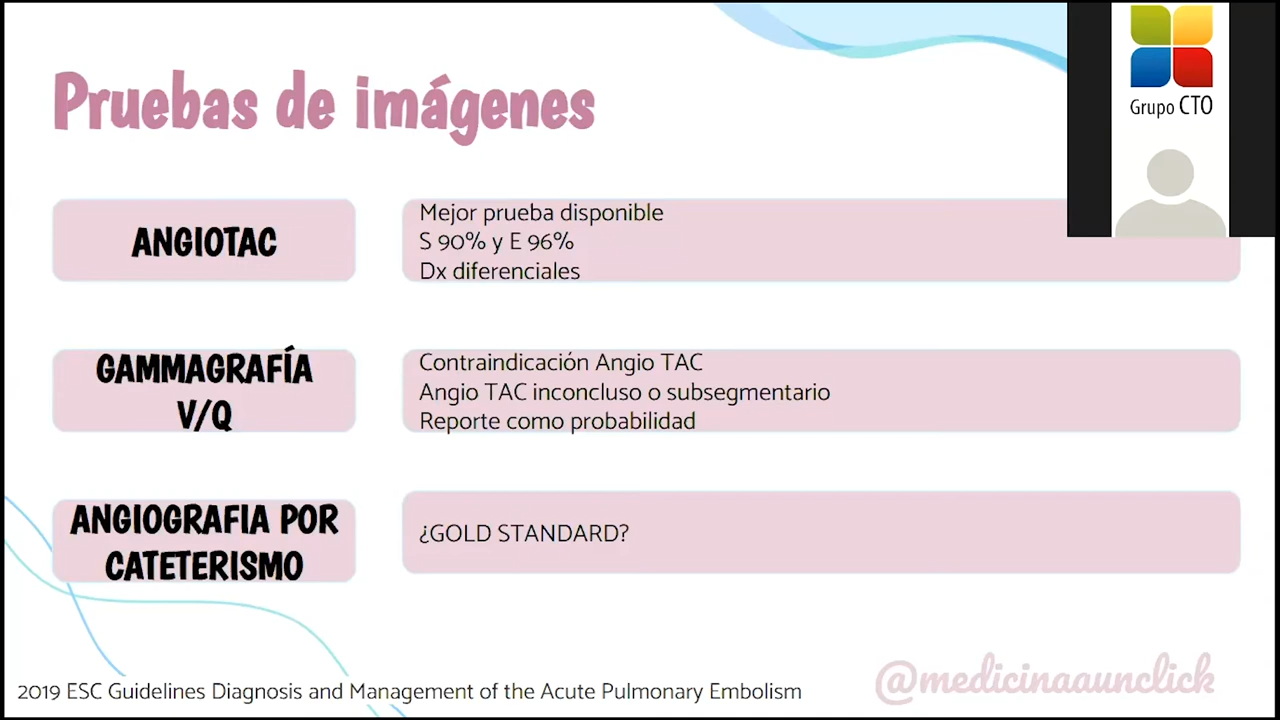 Grupo CTO
Pruebas de imágenes
ANGIOTAC
Mejor prueba disponible
S 90% y E 96%
Dx diferenciales
GAMMAGRAFÍA
V/Q
Contraindicación Angio TAC
Angio TAC inconcluso o subsegmentario
Reporte como probabilidad
ANGIOGRAFIA POR
CATETERISMO
¿GOLD STANDARD?
2019 ESC Guidelines Diagnosis and Management of the Acute Pulmonary Embolism
@medicinaaunclick